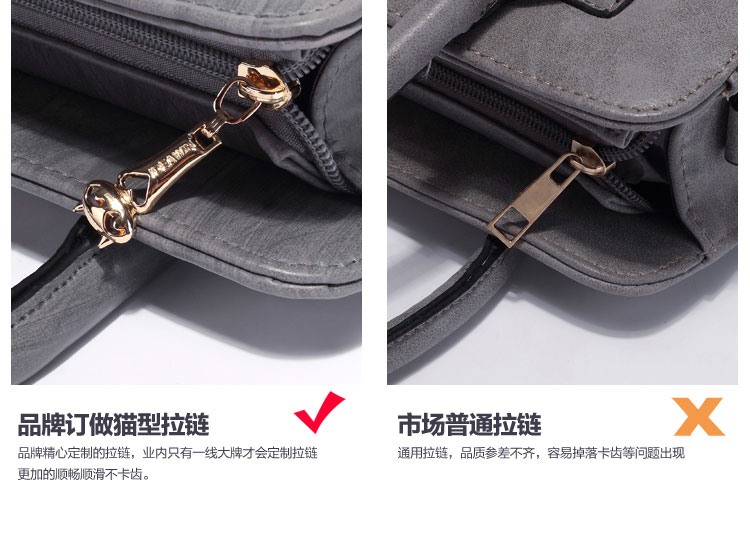 品牌订做猫型拉链
品牌精心定制的拉链，业内只有一线大牌才会定制拉链
更加的顺畅顺滑不卡齿。
市场普通拉链
通用拉链，品质参差不齐，容易掉落卡齿等问题出现